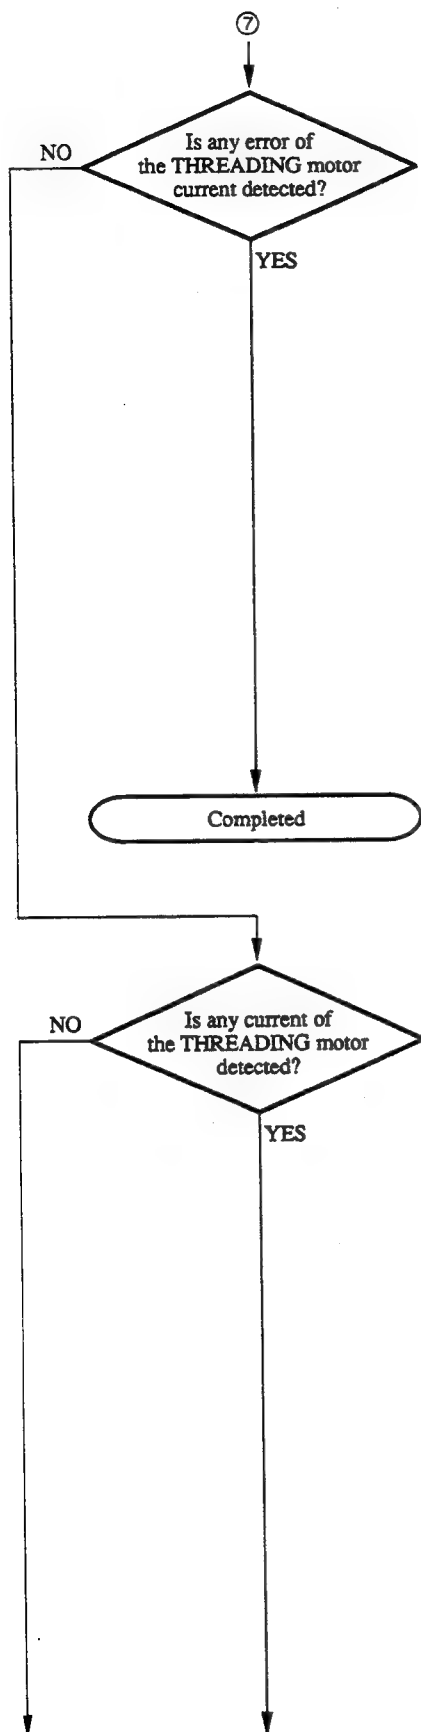 ⑦
Is any error of
the THREADING motor
current detected?
NO
YES
Completed
Is any current of
the THREADING motor
detected?
NO
YES